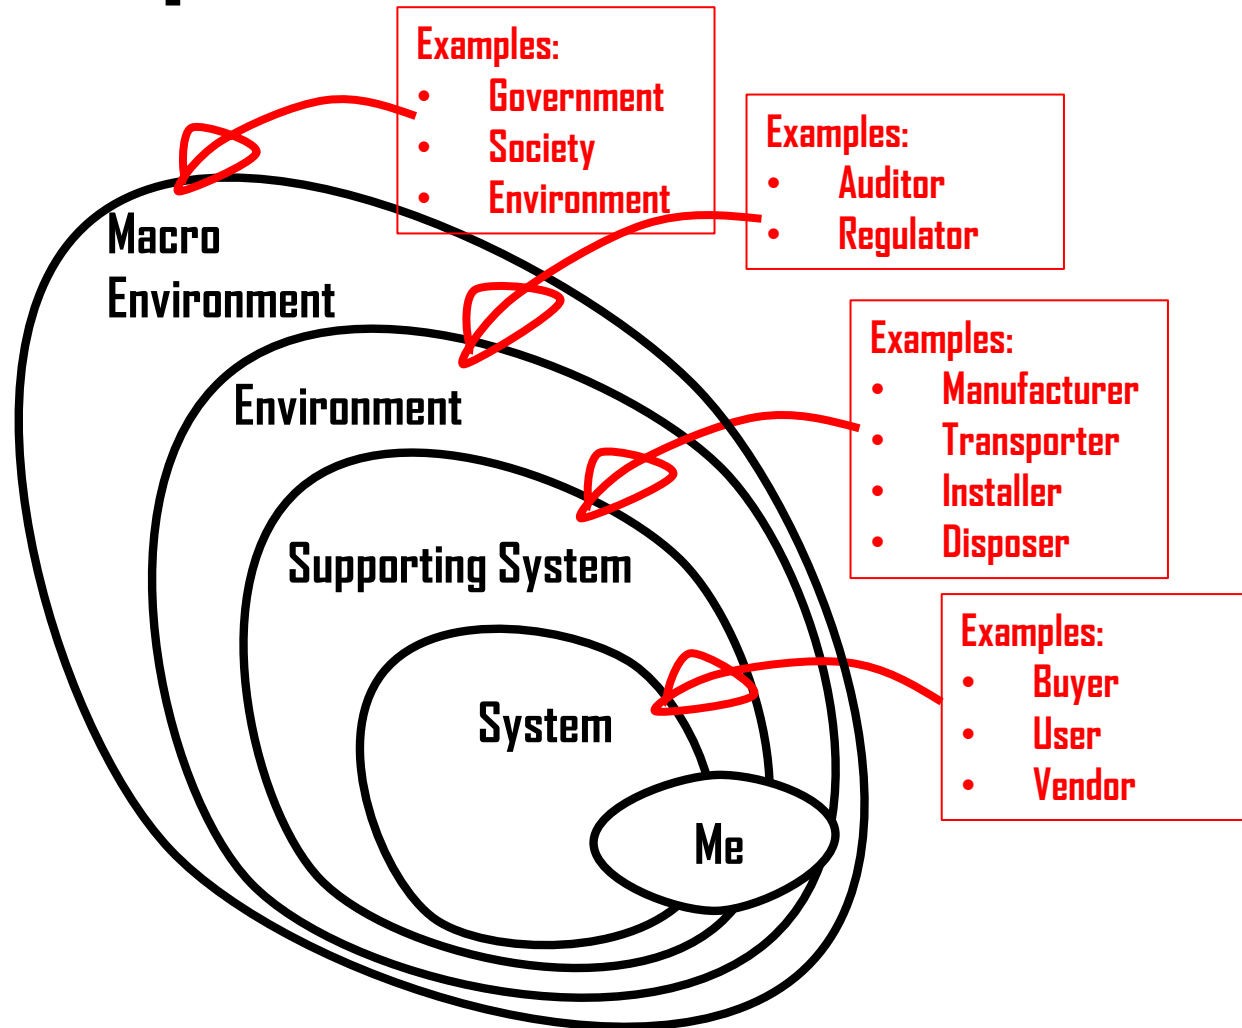 Examples:
• Government
• Society
• Environment
Examples:
• Auditor
• Regulator
Macro
Environment
Examples:
• Manufacturer
• Transporter
• Installer
• Disposer
Environment
Supporting System
Examples:
• Buyer
• User
• Vendor
System
Me